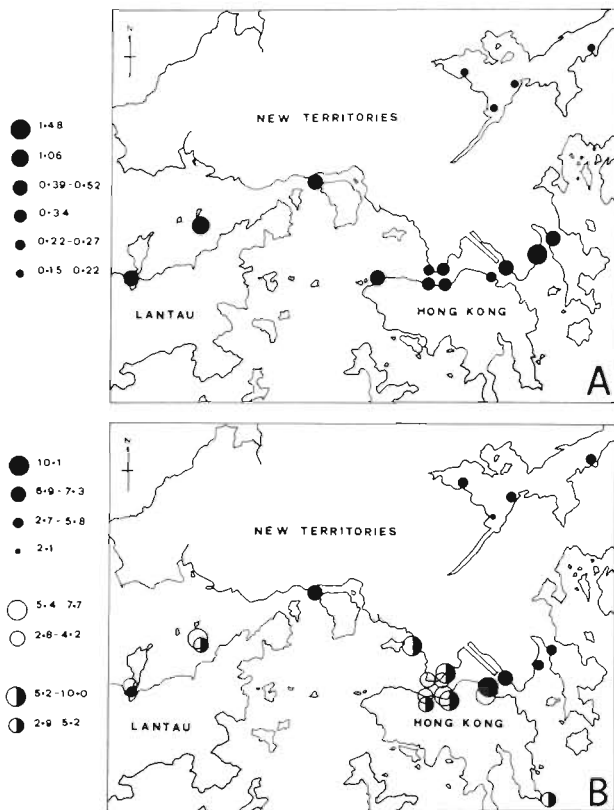 N
1·48
1·06
0·39-0·52
0·34
0·22-0·27
0·15 0·22
NEW TERRITORIES
LANTAU
HONG KONG
A
N
10·1
6·9-7·3
2·7-5·8
2·1
5·4 7·7
2·8-4·2
5·2-10·0
2·9 5·2
NEW TERRITORIES
LANTAU
HONG KONG
B